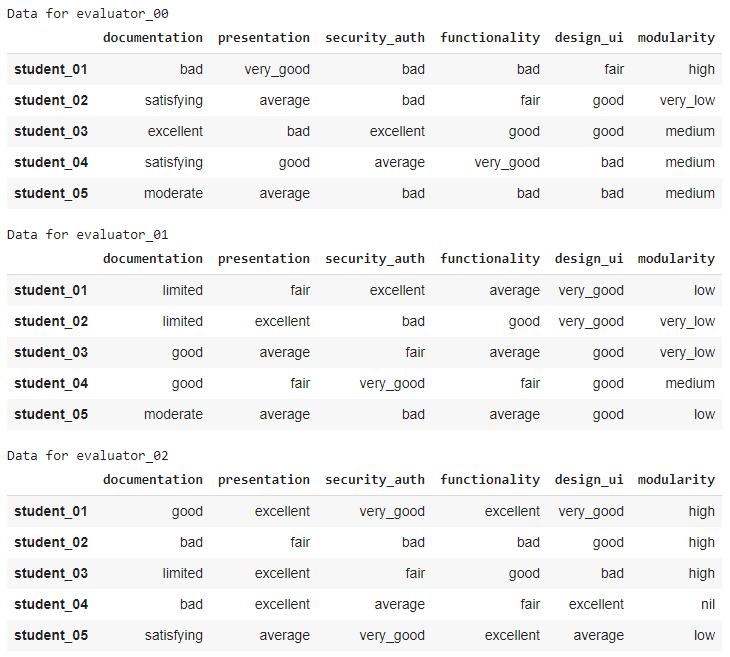 Data for evaluator_00
documentation presentation security_auth functionality design_ui modularity
student_01 bad very_good bad bad fair high
student_02 satisfying average bad fair good very_low
student_03 excellent bad excellent good good medium
student_04 satisfying good average very_good bad medium
student_05 moderate average bad bad bad medium
Data for evaluator_01
documentation presentation security_auth functionality design_ui modularity
student_01 limited fair excellent average very_good low
student_02 limited excellent bad good very_good very_low
student_03 good average fair average good very_low
student_04 good fair very_good fair good medium
student_05 moderate average bad average good low
Data for evaluator_02
documentation presentation security_auth functionality design_ui modularity
student_01 good excellent very_good excellent very_good high
student_02 bad fair bad bad good high
student_03 limited excellent fair good bad high
student_04 bad excellent average fair excellent nil
student_05 satisfying average very_good excellent average low